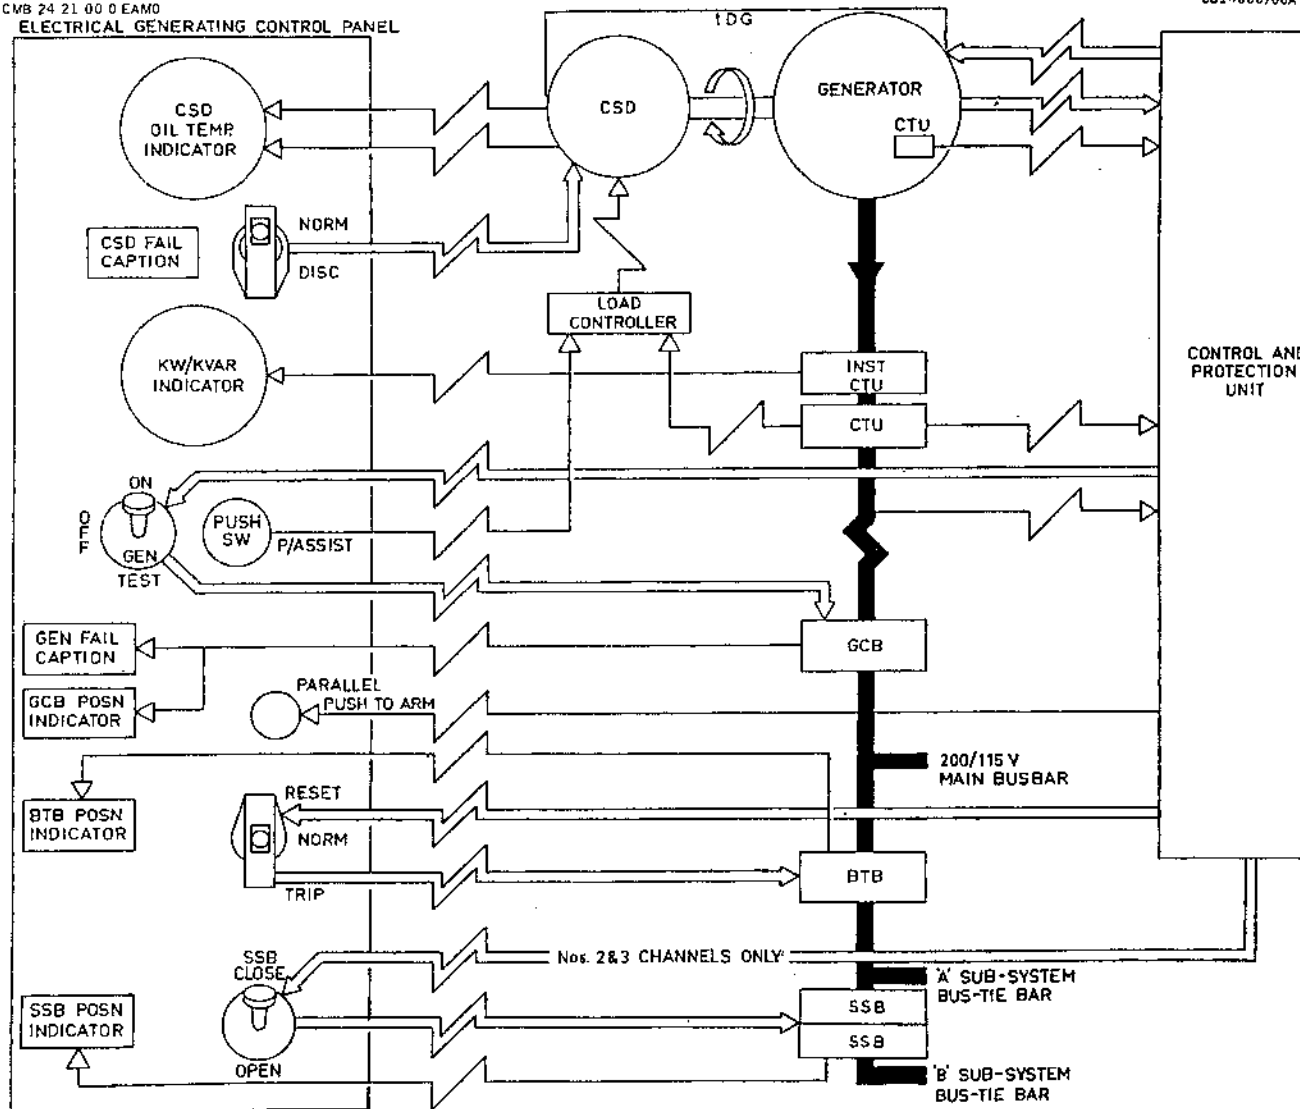 CMB 24 21 00 0 EAMO
ELECTRICAL GENERATING CONTROL PANEL
IDG
CSD
OIL TEMP
INDICATOR
CSD
GENERATOR
CTU
CSD FAIL
CAPTION
NORM
DISC
LOAD
CONTROLLER
KW/KVAR
INDICATOR
INST
CTU
CTU
CONTROL AND
PROTECTION
UNIT
ON
OFF
GEN
TEST
PUSH
SW
P/ASSIST
GEN FAIL
CAPTION
GCB
GCB POSN
INDICATOR
PARALLEL
PUSH TO ARM
200/115 V
MAIN BUSBAR
BTB POSN
INDICATOR
RESET
NORM
TRIP
BTB
Nos. 2&3 CHANNELS ONLY
SSB
CLOSE
OPEN
SSB POSN
INDICATOR
'A' SUB-SYSTEM
BUS-TIE BAR
SSB
SSB
'B' SUB-SYSTEM
BUS-TIE BAR